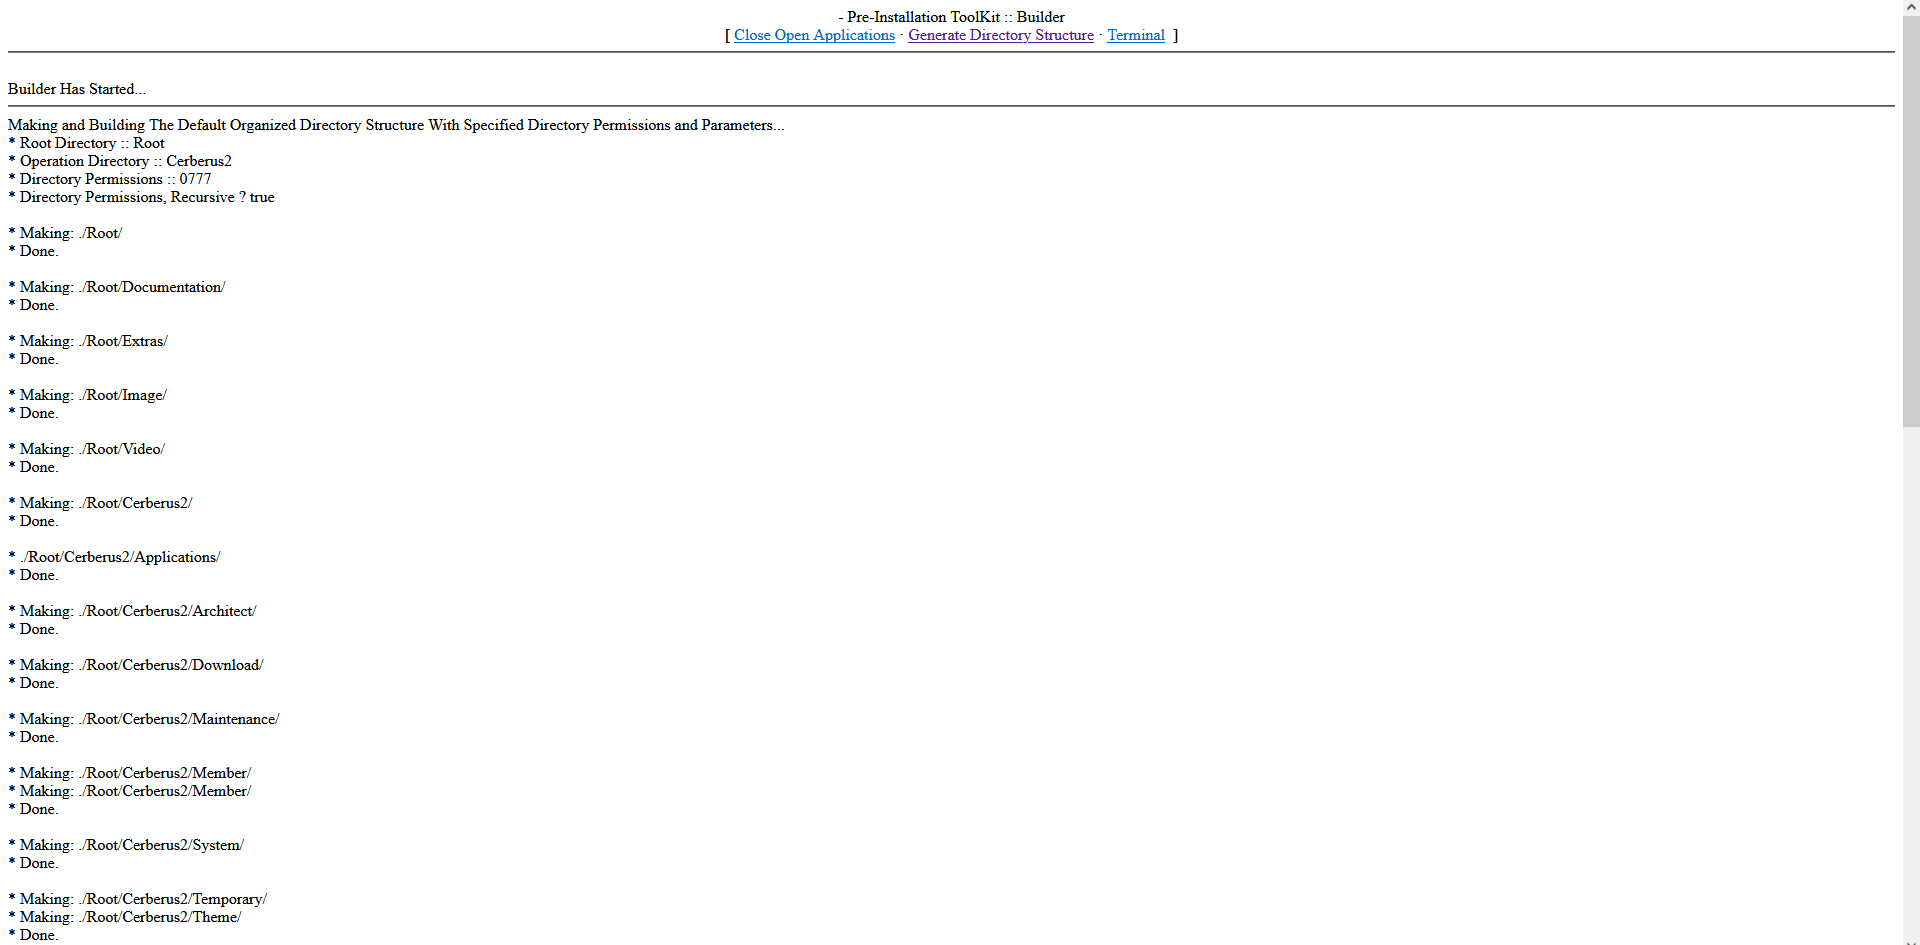 - Pre-Installation ToolKit :: Builder
[ Close Open Applications · Generate Directory Structure · Terminal ]
Builder Has Started...
Making and Building The Default Organized Directory Structure With Specified Directory Permissions and Parameters...
* Root Directory :: Root
* Operation Directory :: Cerberus2
* Directory Permissions :: 0777
* Directory Permissions, Recursive ? true
* Making: ./Root/
* Done.
* Making: ./Root/Documentation/
* Done.
* Making: ./Root/Extras/
* Done.
* Making: ./Root/Image/
* Done.
* Making: ./Root/Video/
* Done.
* Making: ./Root/Cerberus2/
* Done.
* ./Root/Cerberus2/Applications/
* Done.
* Making: ./Root/Cerberus2/Architect/
* Done.
* Making: ./Root/Cerberus2/Download/
* Done.
* Making: ./Root/Cerberus2/Maintenance/
* Done.
* Making: ./Root/Cerberus2/Member/
* Making: ./Root/Cerberus2/Member/
* Done.
* Making: ./Root/Cerberus2/System/
* Done.
* Making: ./Root/Cerberus2/Temporary/
* Making: ./Root/Cerberus2/Theme/
* Done.